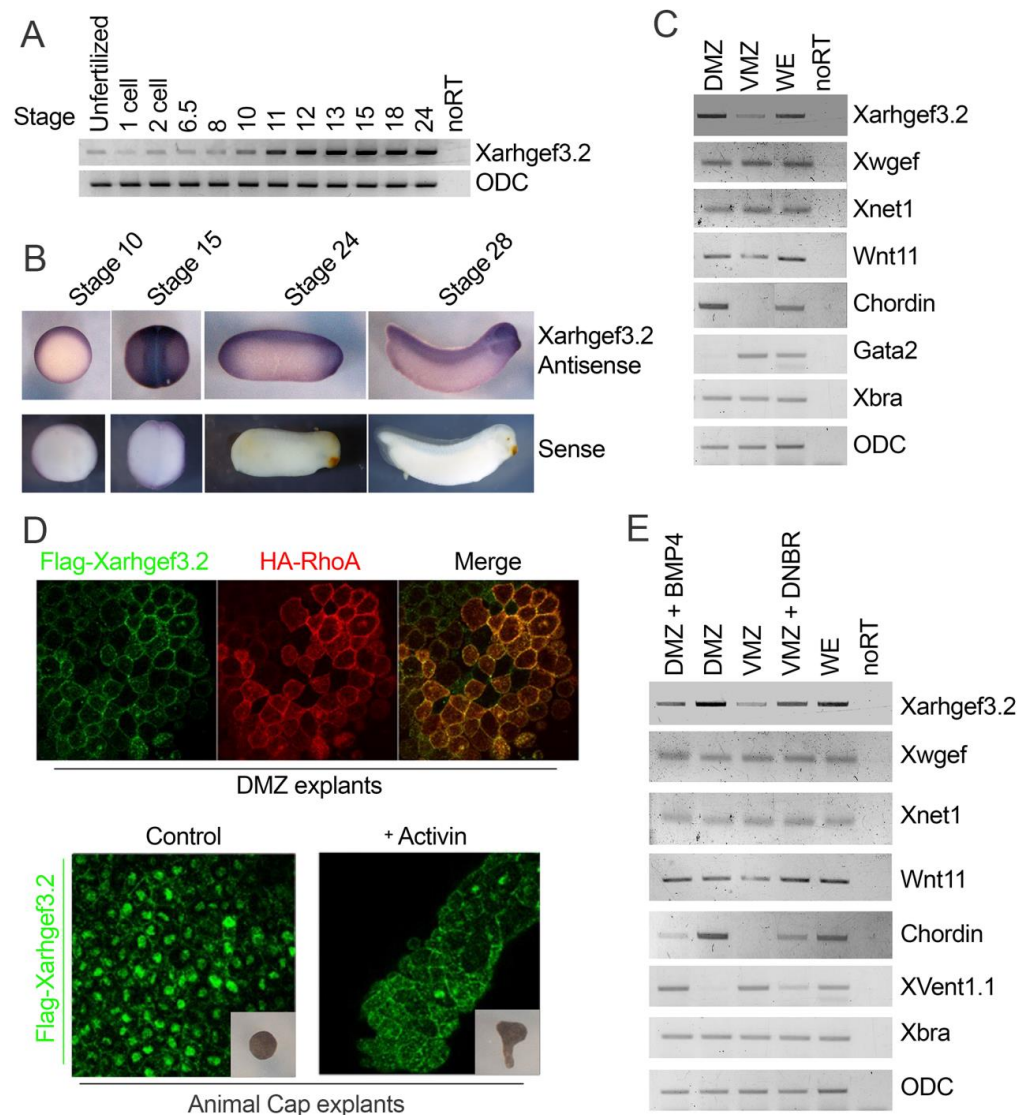 A
Stage Unfertilized 1 cell 2 cell 6.5 8 10 11 12 13 15 18 24 noRT
Xarhgef3.2
ODC
B
Stage 10 Stage 15 Stage 24 Stage 28
Xarhgef3.2
Antisense
Sense
C
DMZ VMZ WE noRT
Xarhgef3.2
Xwgef
Xnet1
Wnt11
Chordin
Gata2
Xbra
ODC
D
Flag-Xarhgef3.2 HA-RhoA Merge
DMZ explants
Control + Activin
Flag-Xarhgef3.2
Animal Cap explants
E
DMZ + BMP4 DMZ VMZ VMZ + DNBR WE noRT
Xarhgef3.2
Xwgef
Xnet1
Wnt11
Chordin
XVent1.1
Xbra
ODC